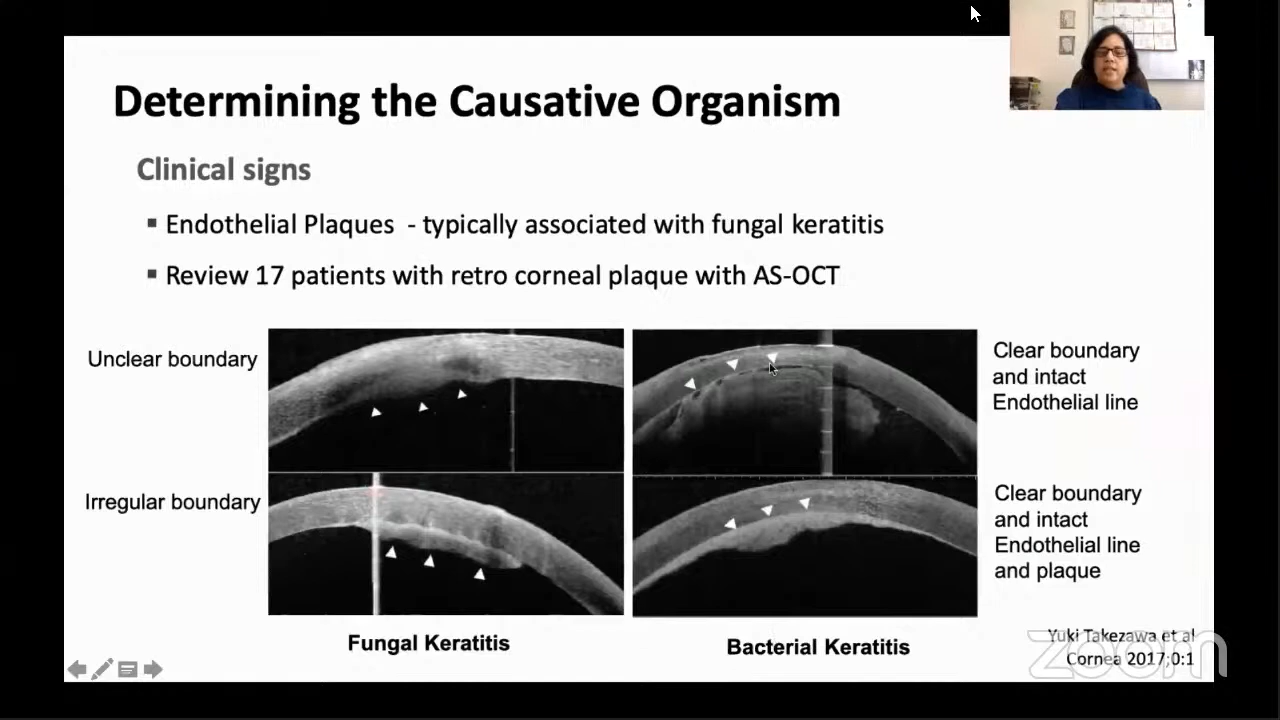 Determining the Causative Organism
Clinical signs
▪ Endothelial Plaques - typically associated with fungal keratitis
▪ Review 17 patients with retro corneal plaque with AS-OCT
Unclear boundary
Clear boundary
and intact
Endothelial line
Irregular boundary
Clear boundary
and intact
Endothelial line
and plaque
Fungal Keratitis
Bacterial Keratitis
Yuki Takezawa et al
Cornea 2017;0:1
zoom